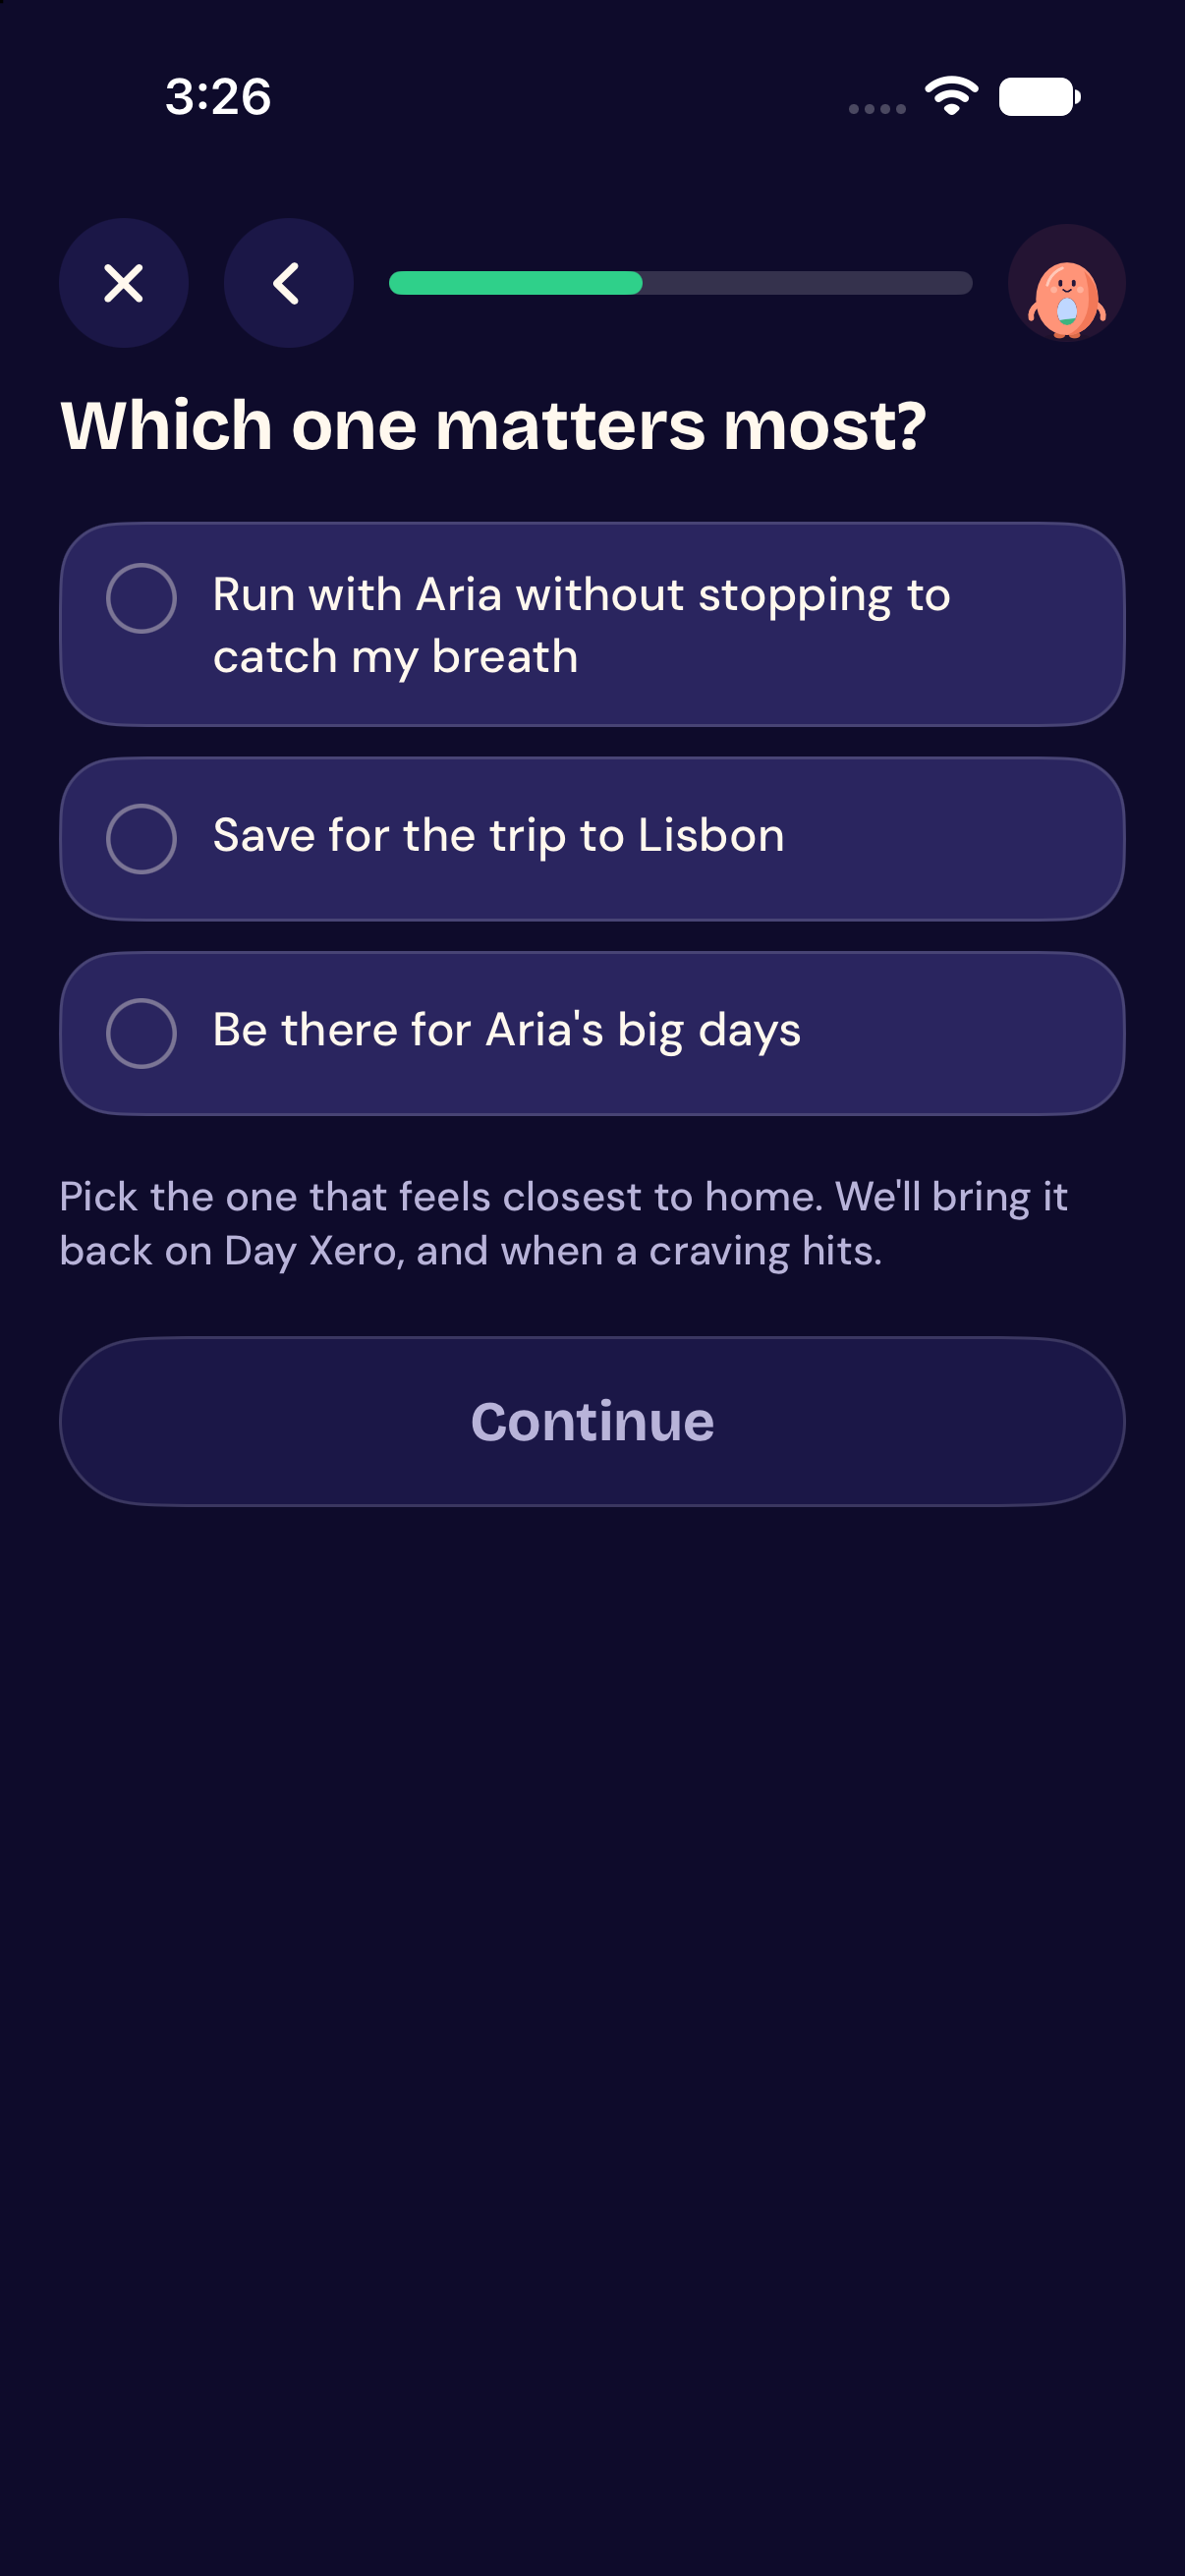 3:26
Which one matters most?
Run with Aria without stopping to
catch my breath
Save for the trip to Lisbon
Be there for Aria's big days
Pick the one that feels closest to home. We'll bring it
back on Day Xero, and when a craving hits.
Continue